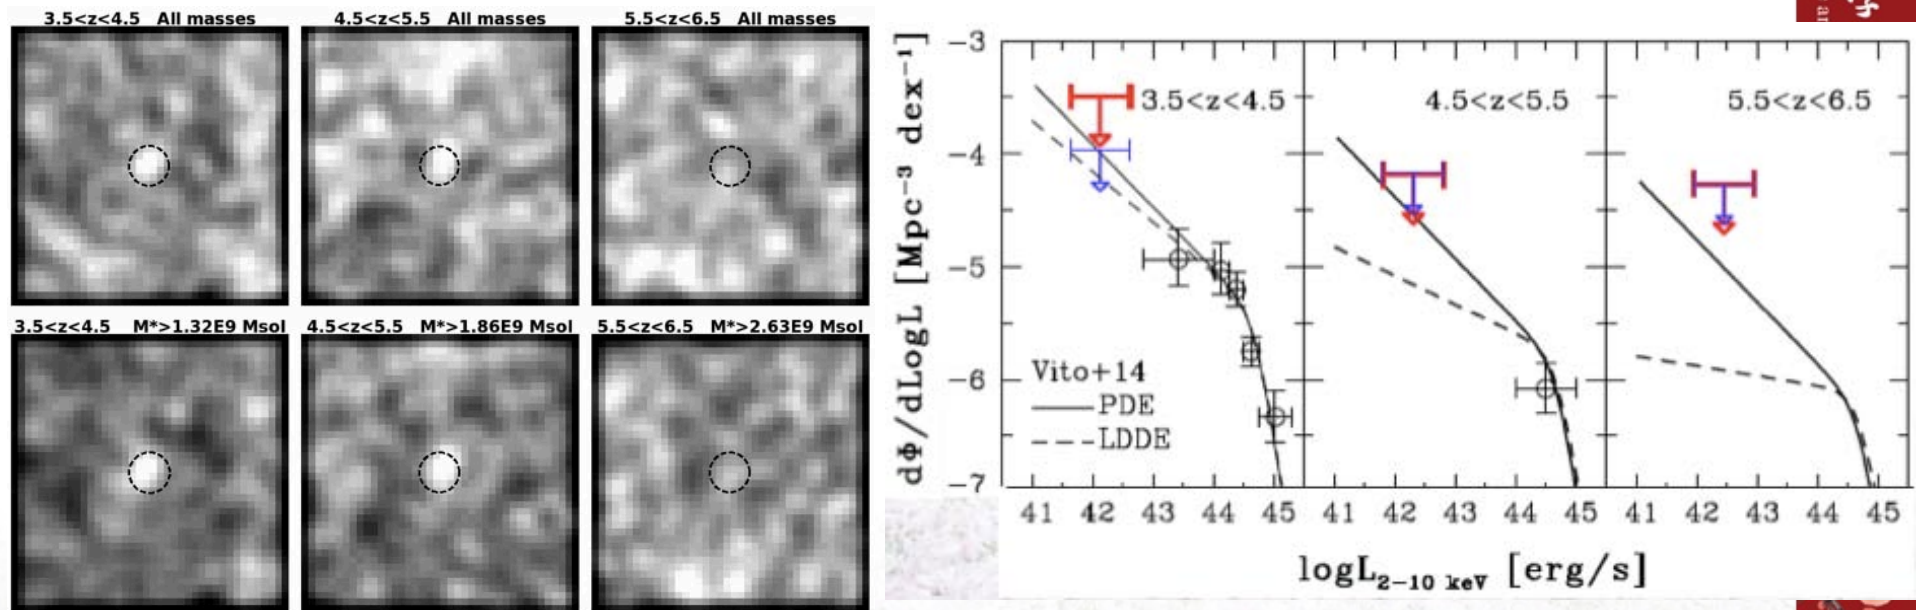 3.5<z<4.5 All masses
4.5<z<5.5 All masses
5.5<z<6.5 All masses
3.5<z<4.5 M*>1.32E9 Msol
4.5<z<5.5 M*>1.86E9 Msol
5.5<z<6.5 M*>2.63E9 Msol
dΦ/dLogL [Mpc⁻³ dex⁻¹]
−3
−4
−5
−6
−7
3.5<z<4.5
4.5<z<5.5
5.5<z<6.5
Vito+14
PDE
LDDE
41 42 43 44 45
41 42 43 44 45
41 42 43 44 45
logL₂₋₁₀ keV [erg/s]